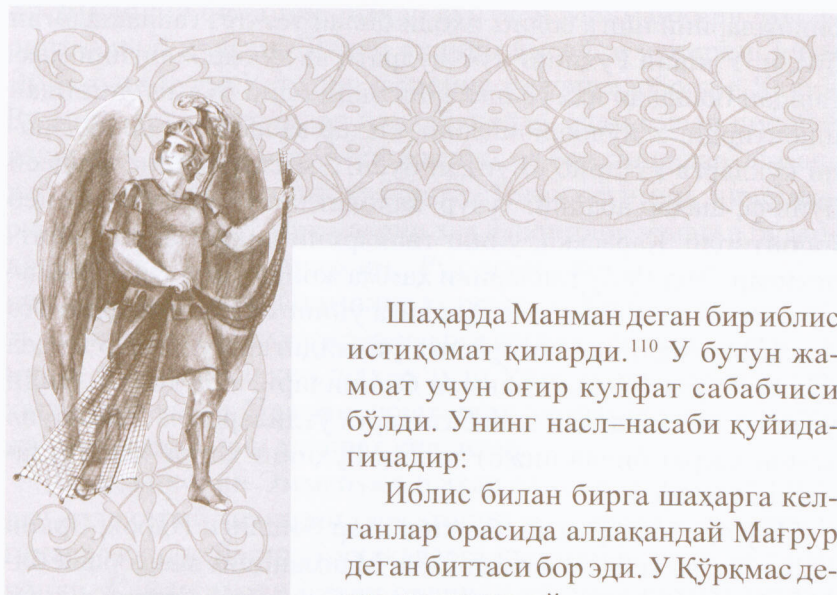 Шаҳарда Манман деган бир иблис
истиқомат қиларди.¹¹⁰ У бутун жа-
моат учун оғир кулфат сабабчиси
бўлди. Унинг насл–насаби қуйида-
гичадир:
Иблис билан бирга шаҳарга кел-
ганлар орасида аллақандай Мағрур
деган биттаси бор эди. У Қўрқмас де-